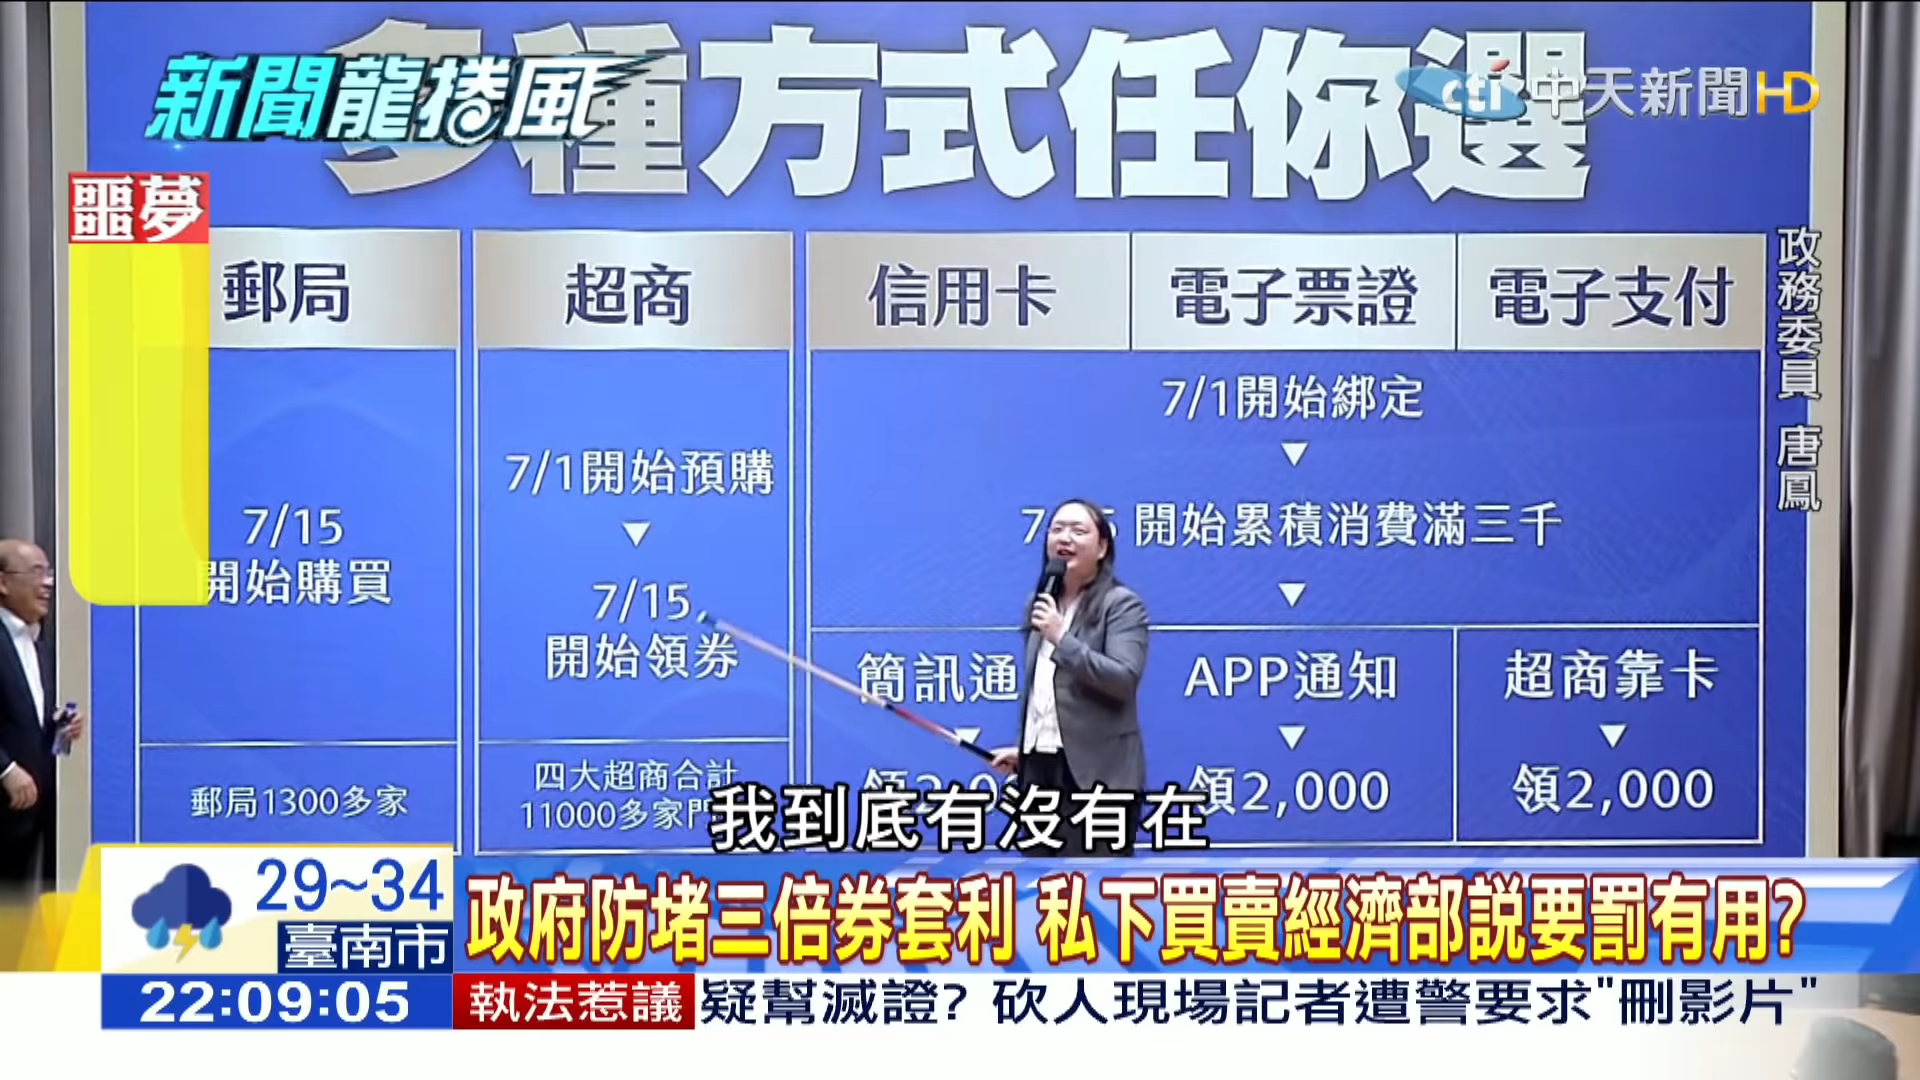 多種方式任你選
新聞龍捲風
cti 中天新聞HD
噩夢
政務委員 唐鳳
郵局
超商
信用卡
電子票證
電子支付
7/15
開始購買
郵局1300多家
7/1開始預購
7/15
開始領券
四大超商合計
11000多家門
7/1開始綁定
開始累積消費滿三千
簡訊通
APP通知
超商靠卡
領2,000
領2,000
我到底有沒有在
29~34
臺南市
政府防堵三倍券套利 私下買賣經濟部說要罰有用?
22:09:05
執法惹議
疑幫滅證? 砍人現場記者遭警要求"刪影片"